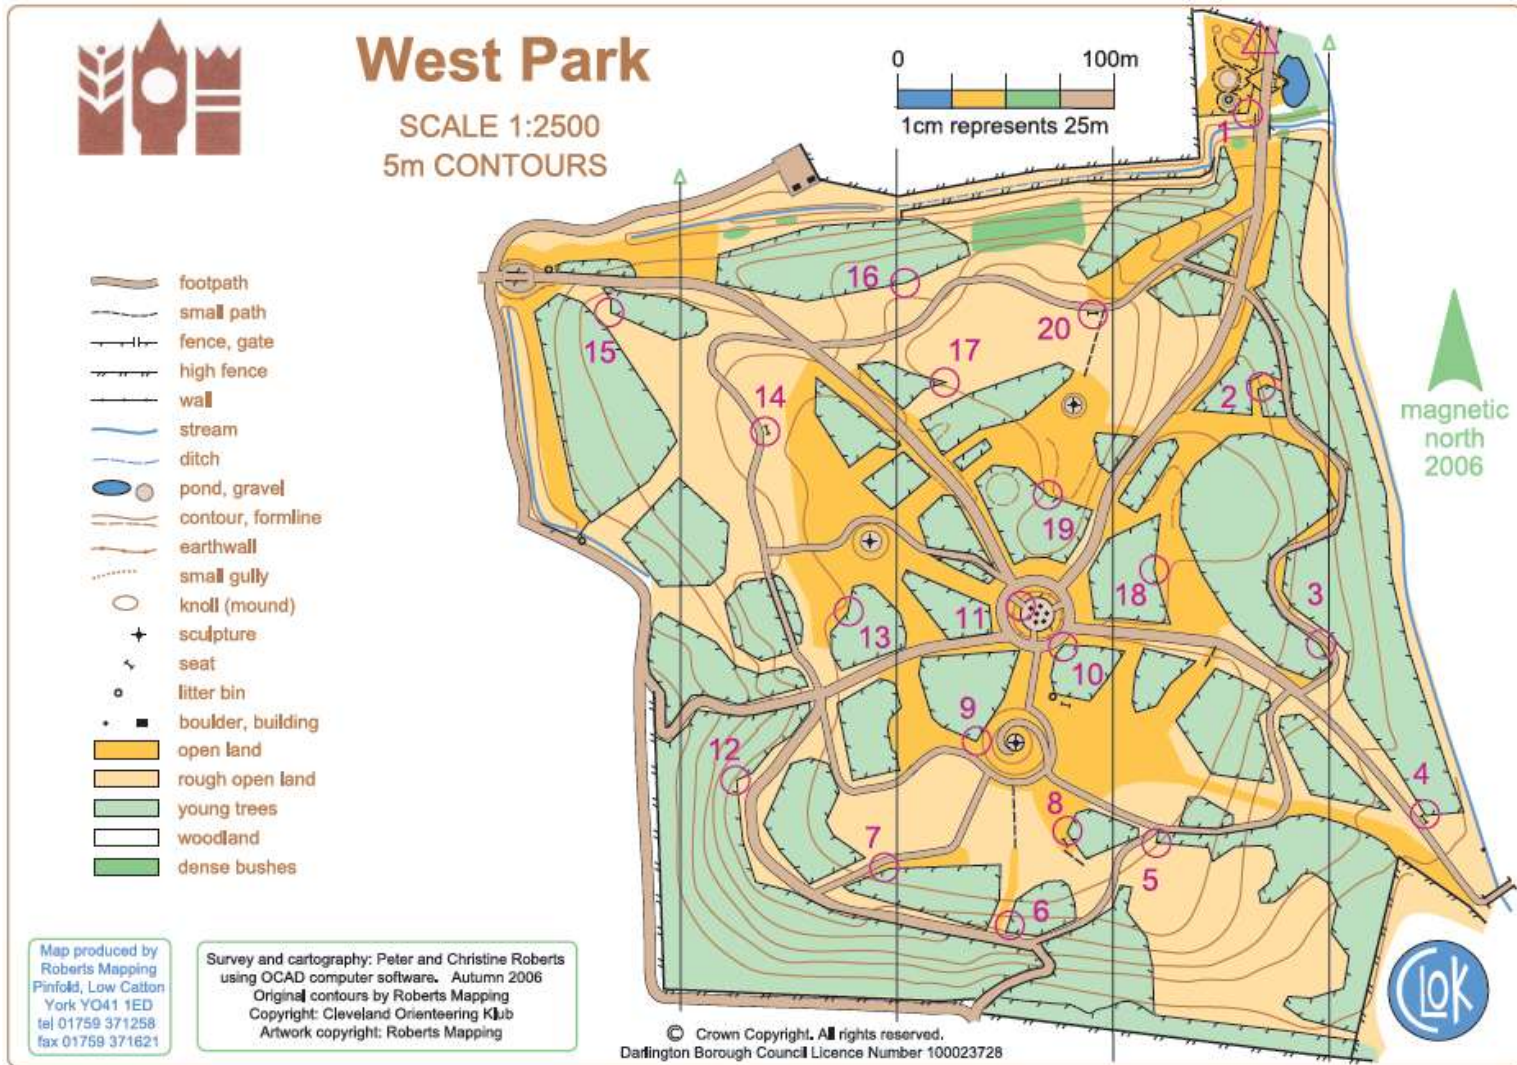 West Park
SCALE 1:2500
5m CONTOURS
0 100m
1cm represents 25m
footpath
small path
fence, gate
high fence
wall
stream
ditch
pond, gravel
contour, formline
earthwall
small gully
knoll (mound)
sculpture
seat
litter bin
boulder, building
open land
rough open land
young trees
woodland
dense bushes
magnetic
north
2006
1
2
3
4
5
6
7
8
9
10
11
12
13
14
15
16
17
18
19
20
Map produced by
Roberts Mapping
Pinfold, Low Catton
York YO41 1ED
tel 01759 371258
fax 01759 371621
Survey and cartography: Peter and Christine Roberts
using OCAD computer software. Autumn 2006
Original contours by Roberts Mapping
Copyright: Cleveland Orienteering Klub
Artwork copyright: Roberts Mapping
© Crown Copyright. All rights reserved.
Darlington Borough Council Licence Number 100023728
CLOK